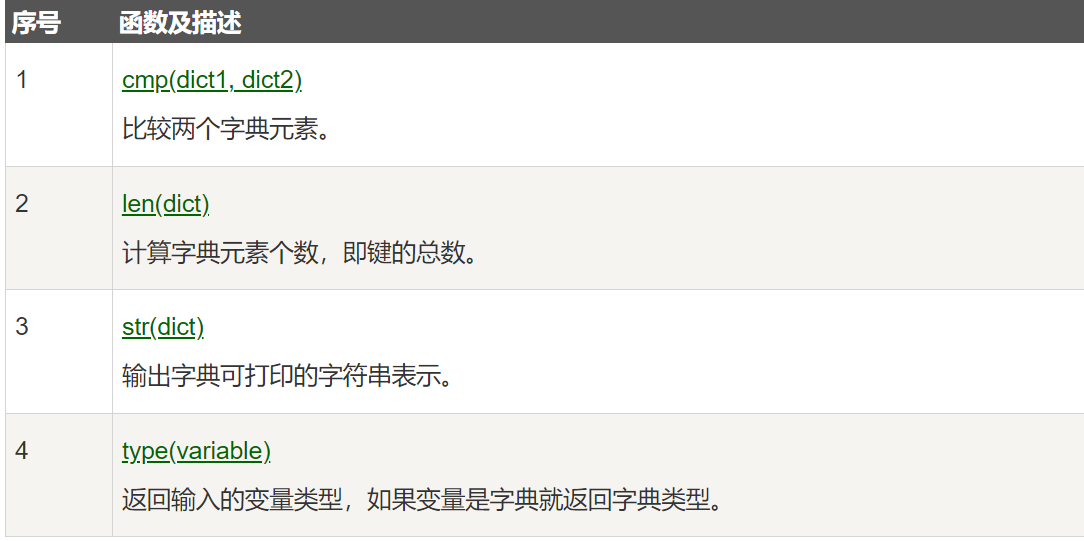 序号 函数及描述
1 cmp(dict1, dict2)
比较两个字典元素。
2 len(dict)
计算字典元素个数，即键的总数。
3 str(dict)
输出字典可打印的字符串表示。
4 type(variable)
返回输入的变量类型，如果变量是字典就返回字典类型。